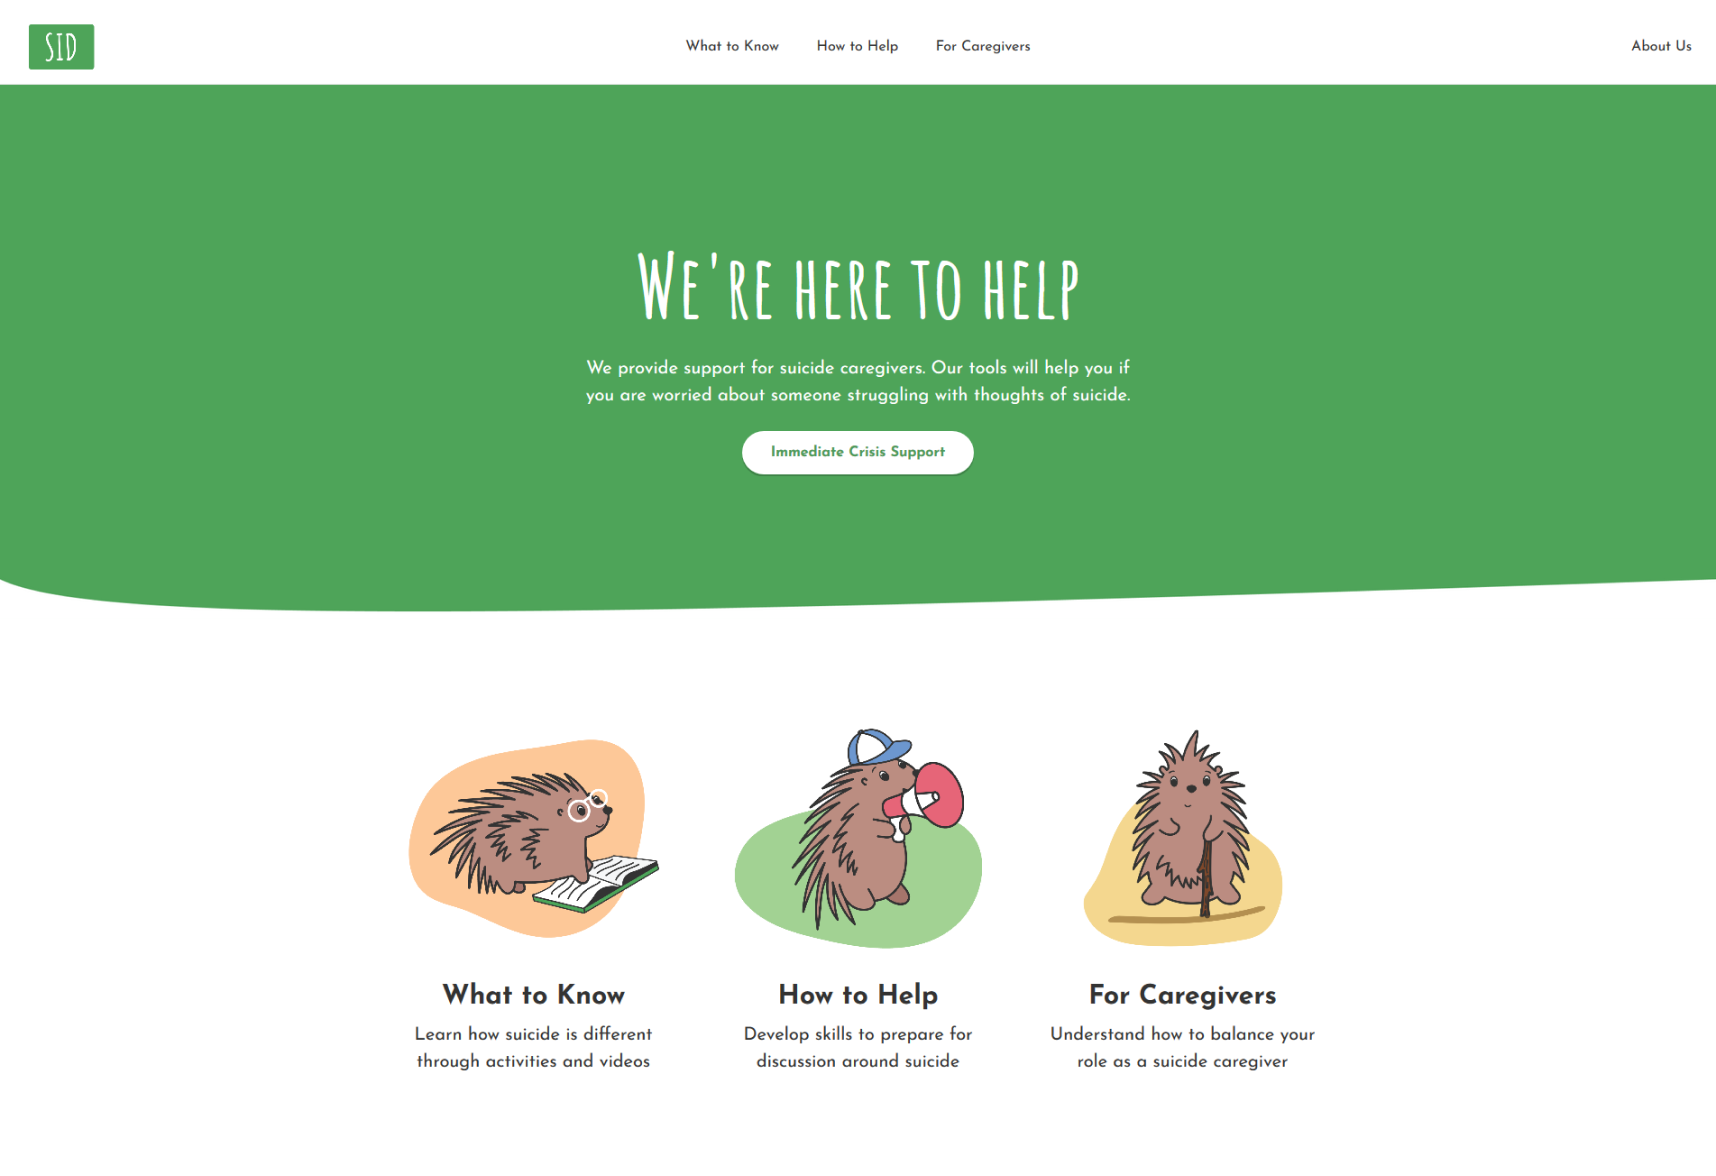 SID
What to Know
How to Help
For Caregivers
About Us
We're here to help
We provide support for suicide caregivers. Our tools will help you if
you are worried about someone struggling with thoughts of suicide.
Immediate Crisis Support
What to Know
Learn how suicide is different
through activities and videos
How to Help
Develop skills to prepare for
discussion around suicide
For Caregivers
Understand how to balance your
role as a suicide caregiver